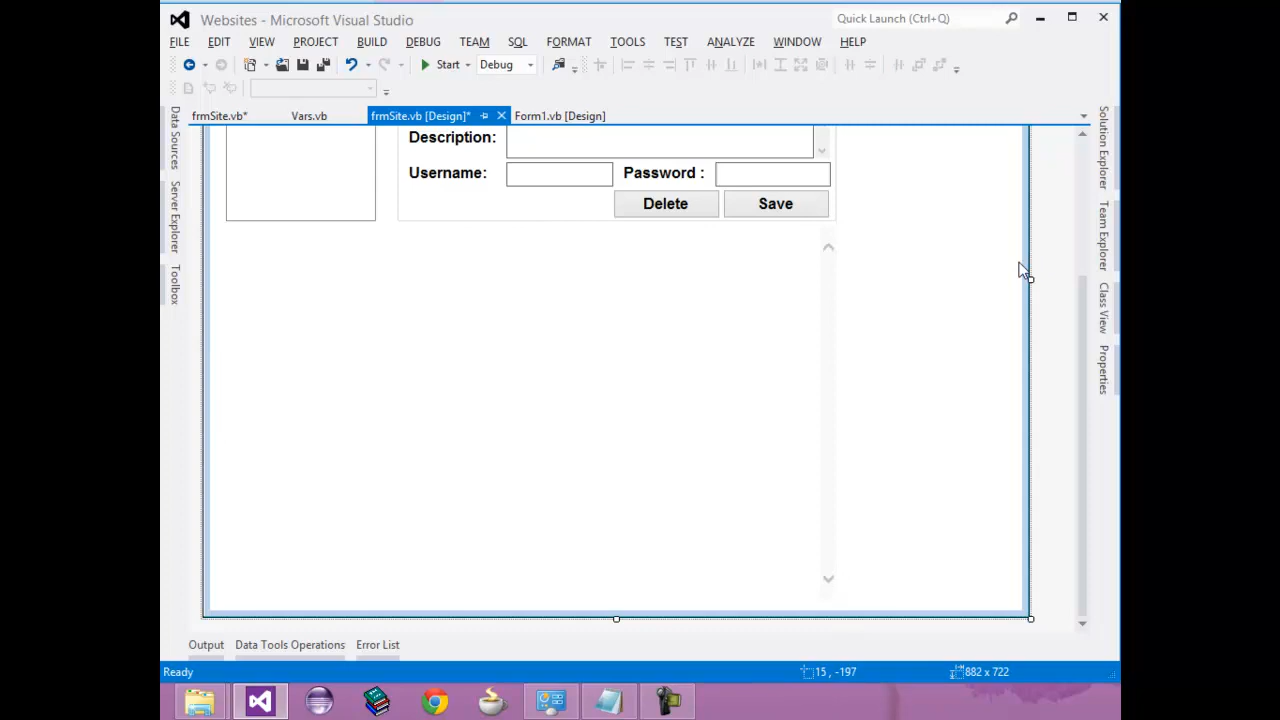 Websites - Microsoft Visual Studio
Quick Launch (Ctrl+Q)
FILE EDIT VIEW PROJECT BUILD DEBUG TEAM SQL FORMAT TOOLS TEST ANALYZE WINDOW HELP
Start Debug
frmSite.vb* Vars.vb frmSite.vb [Design]* Form1.vb [Design]
Data Sources
Server Explorer
Toolbox
Description:
Username: Password :
Delete Save
Solution Explorer
Team Explorer
Class View
Properties
Output Data Tools Operations Error List
Ready 15 , -197 882 x 722